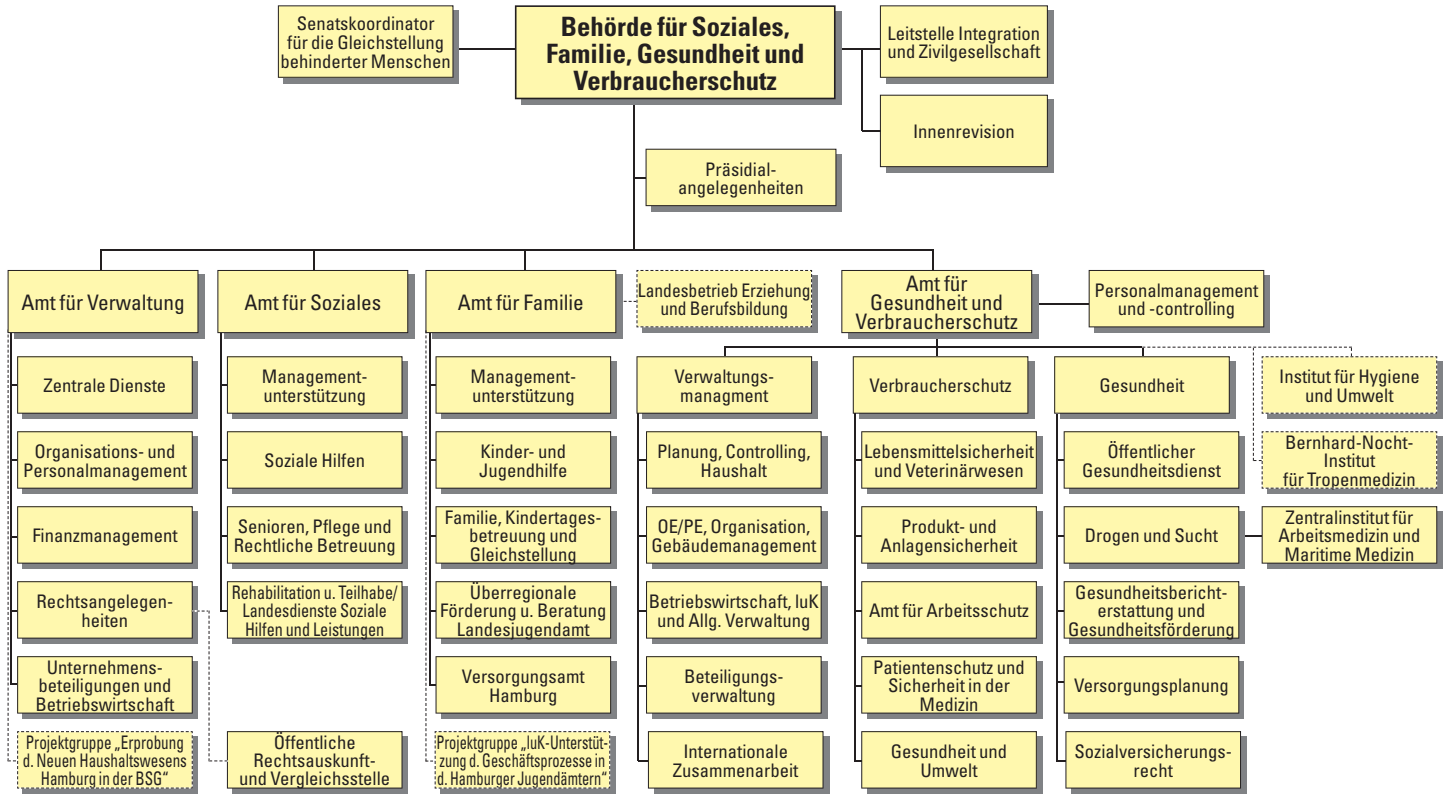 Senatskoordinator
für die Gleichstellung
behinderter Menschen
Behörde für Soziales,
Familie, Gesundheit und
Verbraucherschutz
Leitstelle Integration
und Zivilgesellschaft
Innenrevision
Präsidial-
angelegenheiten
Amt für Verwaltung
Zentrale Dienste
Organisations- und
Personalmanagement
Finanzmanagement
Rechtsangelegen-
heiten
Unternehmens-
beteiligungen und
Betriebswirtschaft
Projektgruppe „Erprobung
d. Neuen Haushaltswesens
Hamburg in der BSG“
Öffentliche
Rechtsauskunft-
und Vergleichsstelle
Amt für Soziales
Management-
unterstützung
Soziale Hilfen
Senioren, Pflege und
Rechtliche Betreuung
Rehabilitation u. Teilhabe/
Landesdienste Soziale
Hilfen und Leistungen
Amt für Familie
Landesbetrieb Erziehung
und Berufsbildung
Management-
unterstützung
Kinder- und
Jugendhilfe
Familie, Kindertages-
betreuung und
Gleichstellung
Überregionale
Förderung u. Beratung
Landesjugendamt
Versorgungsamt
Hamburg
Projektgruppe „IuK-Unterstüt-
zung d. Geschäftsprozesse in
d. Hamburger Jugendämtern“
Amt für
Gesundheit und
Verbraucherschutz
Personalmanagement
und -controlling
Verwaltungs-
managment
Planung, Controlling,
Haushalt
OE/PE, Organisation,
Gebäudemanagement
Betriebswirtschaft, IuK
und Allg. Verwaltung
Beteiligungs-
verwaltung
Internationale
Zusammenarbeit
Verbraucherschutz
Lebensmittelsicherheit
und Veterinärwesen
Produkt- und
Anlagensicherheit
Amt für Arbeitsschutz
Patientenschutz und
Sicherheit in der
Medizin
Gesundheit und
Umwelt
Gesundheit
Öffentlicher
Gesundheitsdienst
Drogen und Sucht
Gesundheitsbericht-
erstattung und
Gesundheitsförderung
Versorgungsplanung
Sozialversicherungs-
recht
Institut für Hygiene
und Umwelt
Bernhard-Nocht-
Institut
für Tropenmedizin
Zentralinstitut für
Arbeitsmedizin und
Maritime Medizin